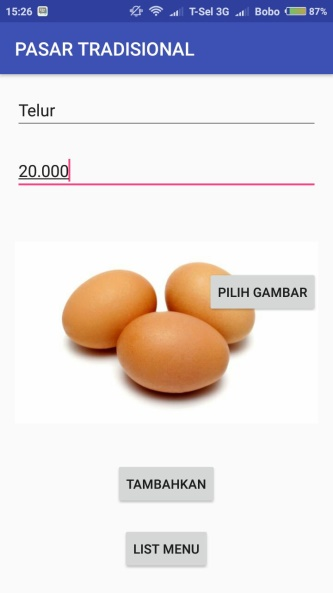 15:26 T-Sel 3G Bobo 87%
PASAR TRADISIONAL
Telur
20.000
PILIH GAMBAR
TAMBAHKAN
LIST MENU